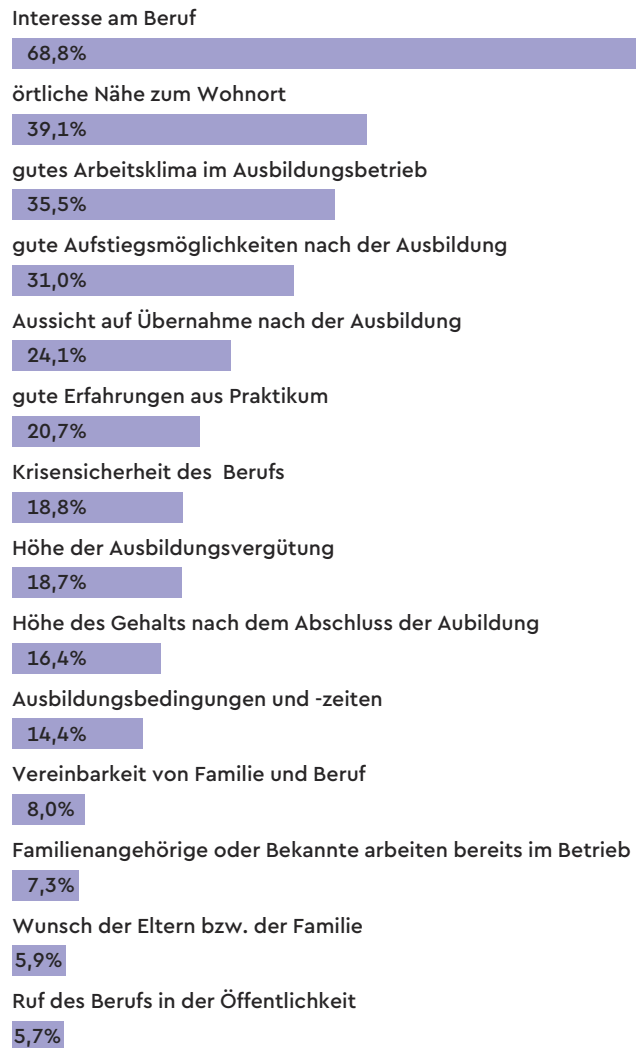 Interesse am Beruf
68,8%
örtliche Nähe zum Wohnort
39,1%
gutes Arbeitsklima im Ausbildungsbetrieb
35,5%
gute Aufstiegsmöglichkeiten nach der Ausbildung
31,0%
Aussicht auf Übernahme nach der Ausbildung
24,1%
gute Erfahrungen aus Praktikum
20,7%
Krisensicherheit des  Berufs
18,8%
Höhe der Ausbildungsvergütung
18,7%
Höhe des Gehalts nach dem Abschluss der Aubildung
16,4%
Ausbildungsbedingungen und -zeiten
14,4%
Vereinbarkeit von Familie und Beruf
8,0%
Familienangehörige oder Bekannte arbeiten bereits im Betrieb
7,3%
Wunsch der Eltern bzw. der Familie
5,9%
Ruf des Berufs in der Öffentlichkeit
5,7%